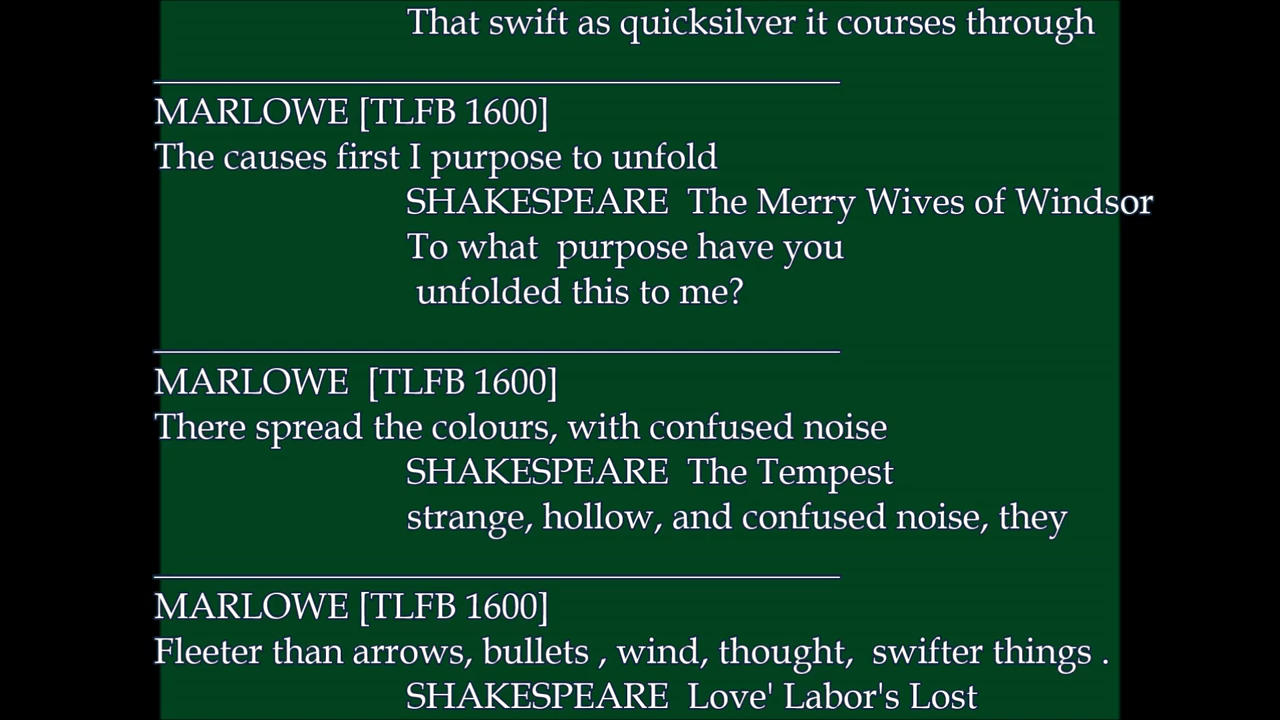 That swift as quicksilver it courses through
MARLOWE [TLFB 1600]
The causes first I purpose to unfold
SHAKESPEARE The Merry Wives of Windsor
To what purpose have you
unfolded this to me?
MARLOWE [TLFB 1600]
There spread the colours, with confused noise
SHAKESPEARE The Tempest
strange, hollow, and confused noise, they
MARLOWE [TLFB 1600]
Fleeter than arrows, bullets , wind, thought, swifter things .
SHAKESPEARE Love' Labor's Lost